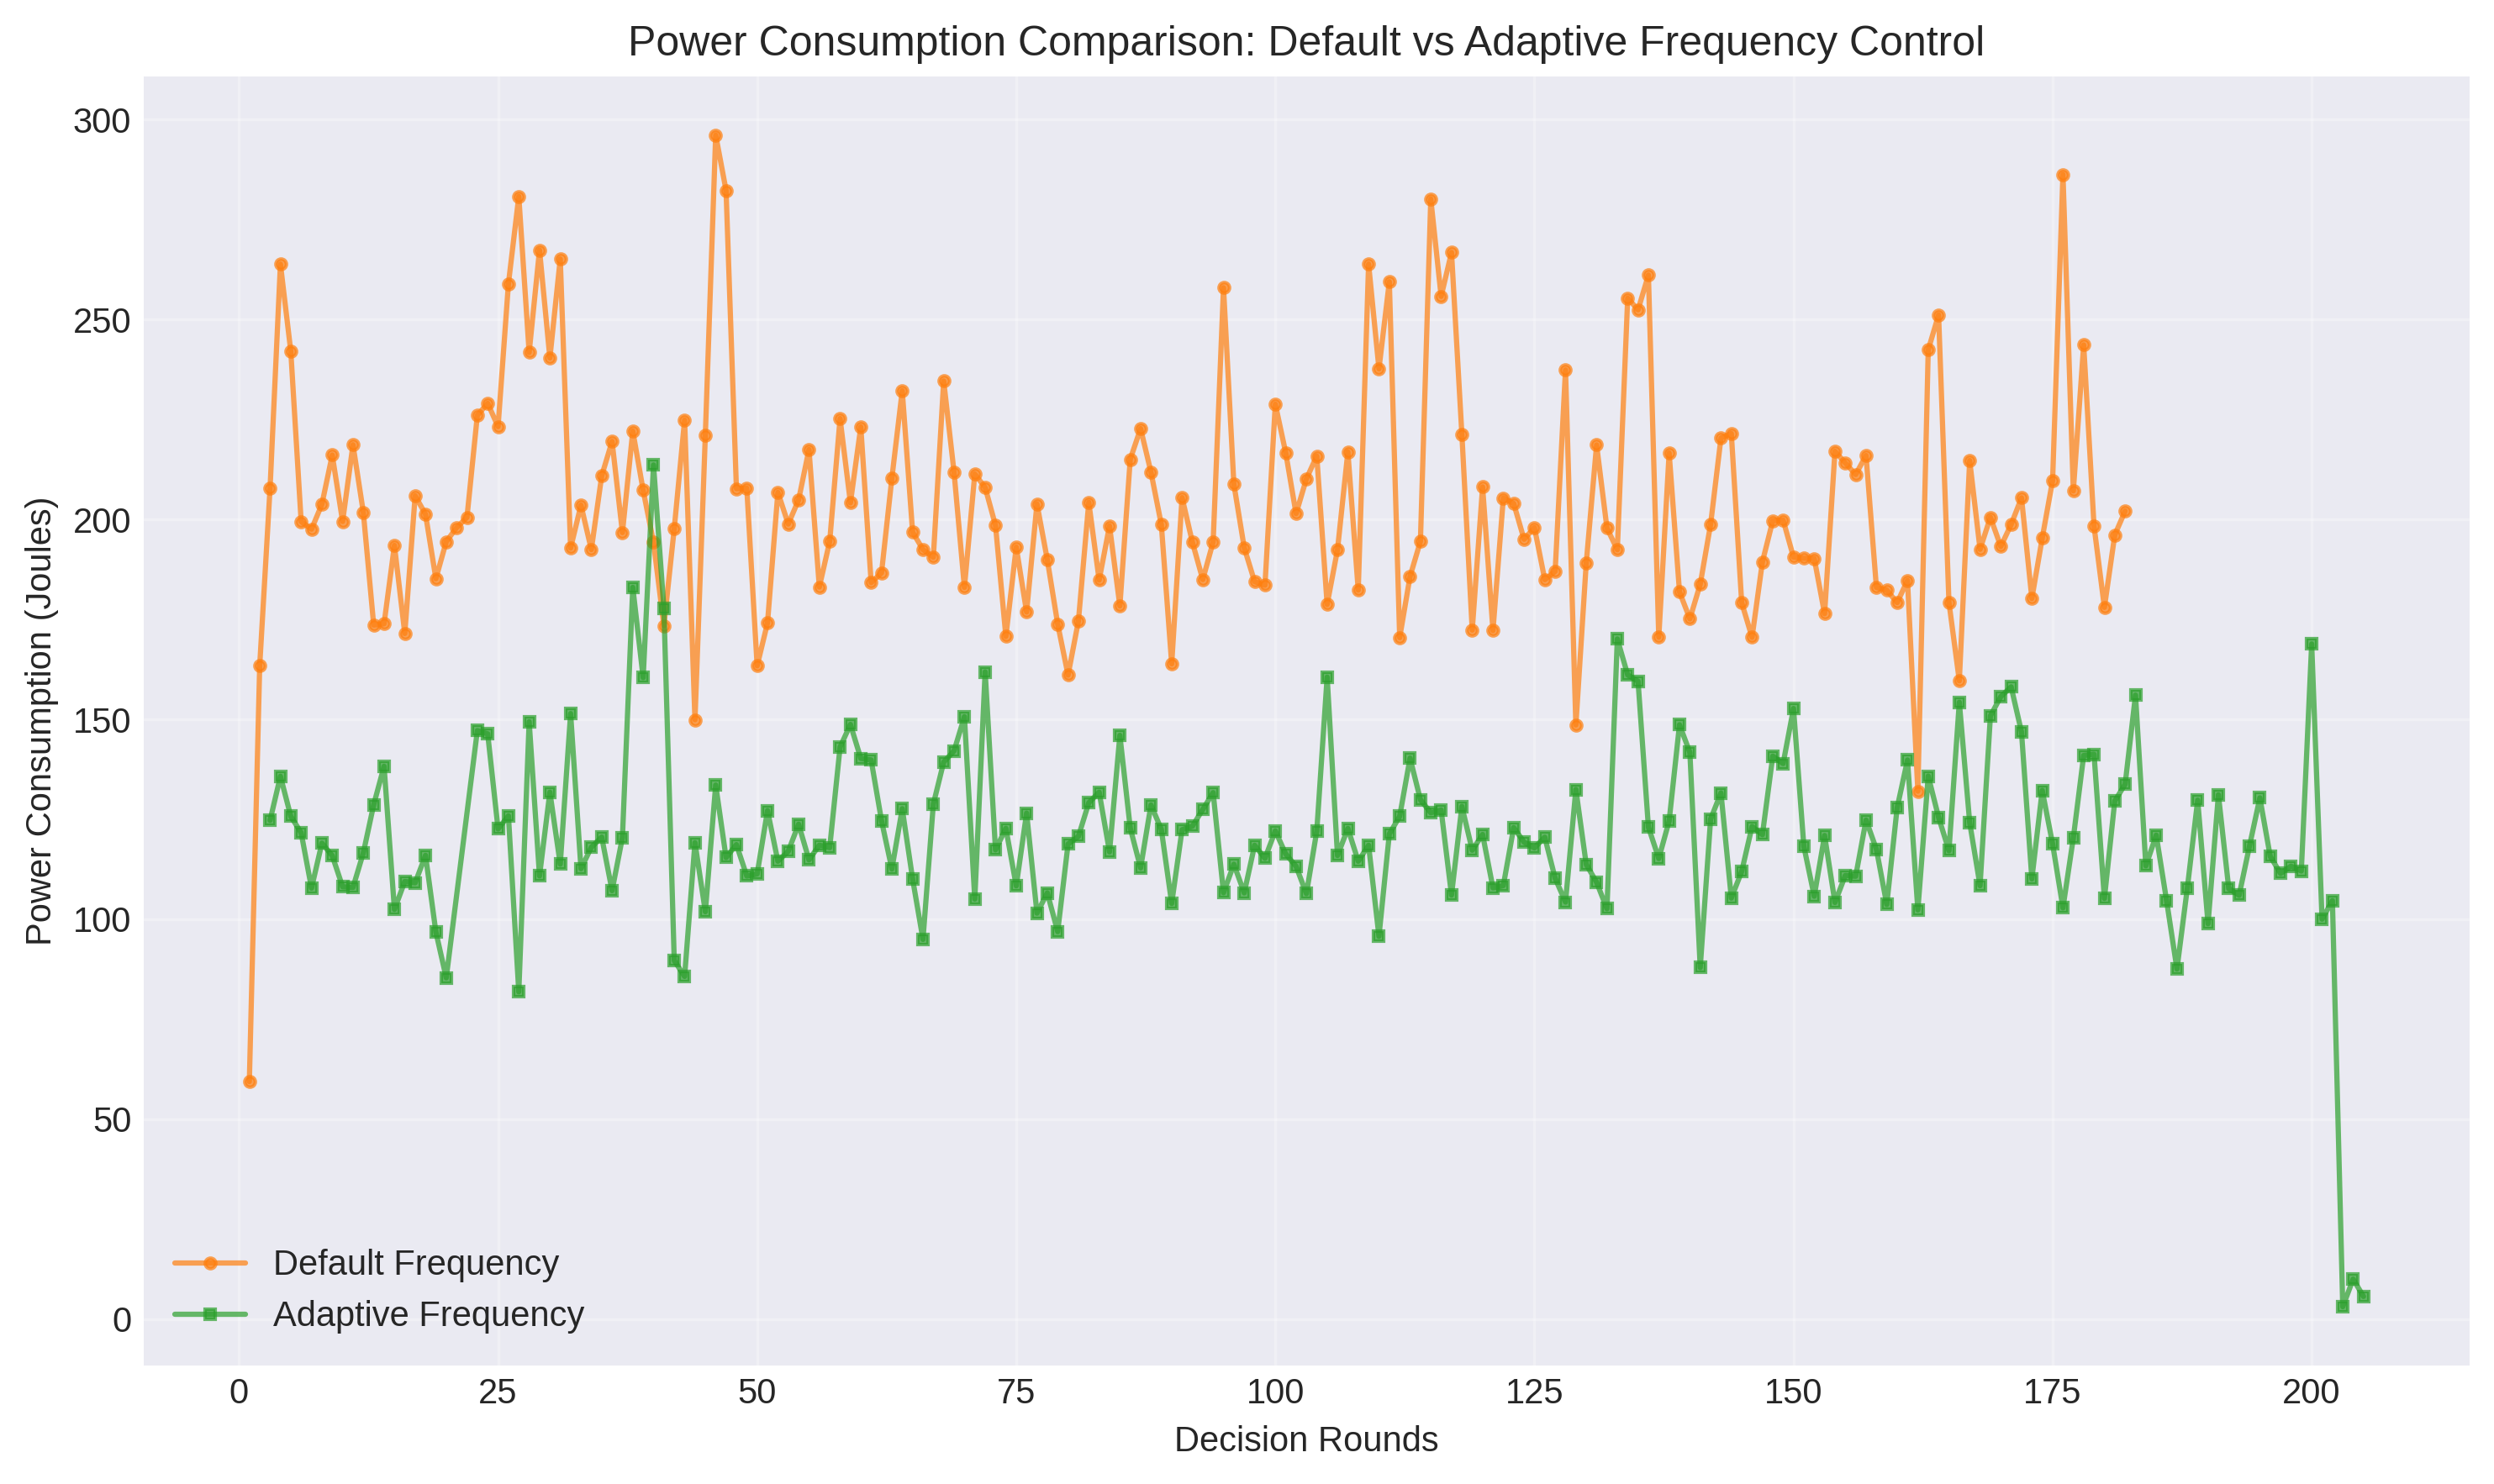 Power Consumption Comparison: Default vs Adaptive Frequency Control
300
250
200
150
100
50
0
Power Consumption (Joules)
Default Frequency
Adaptive Frequency
0 25 50 75 100 125 150 175 200
Decision Rounds